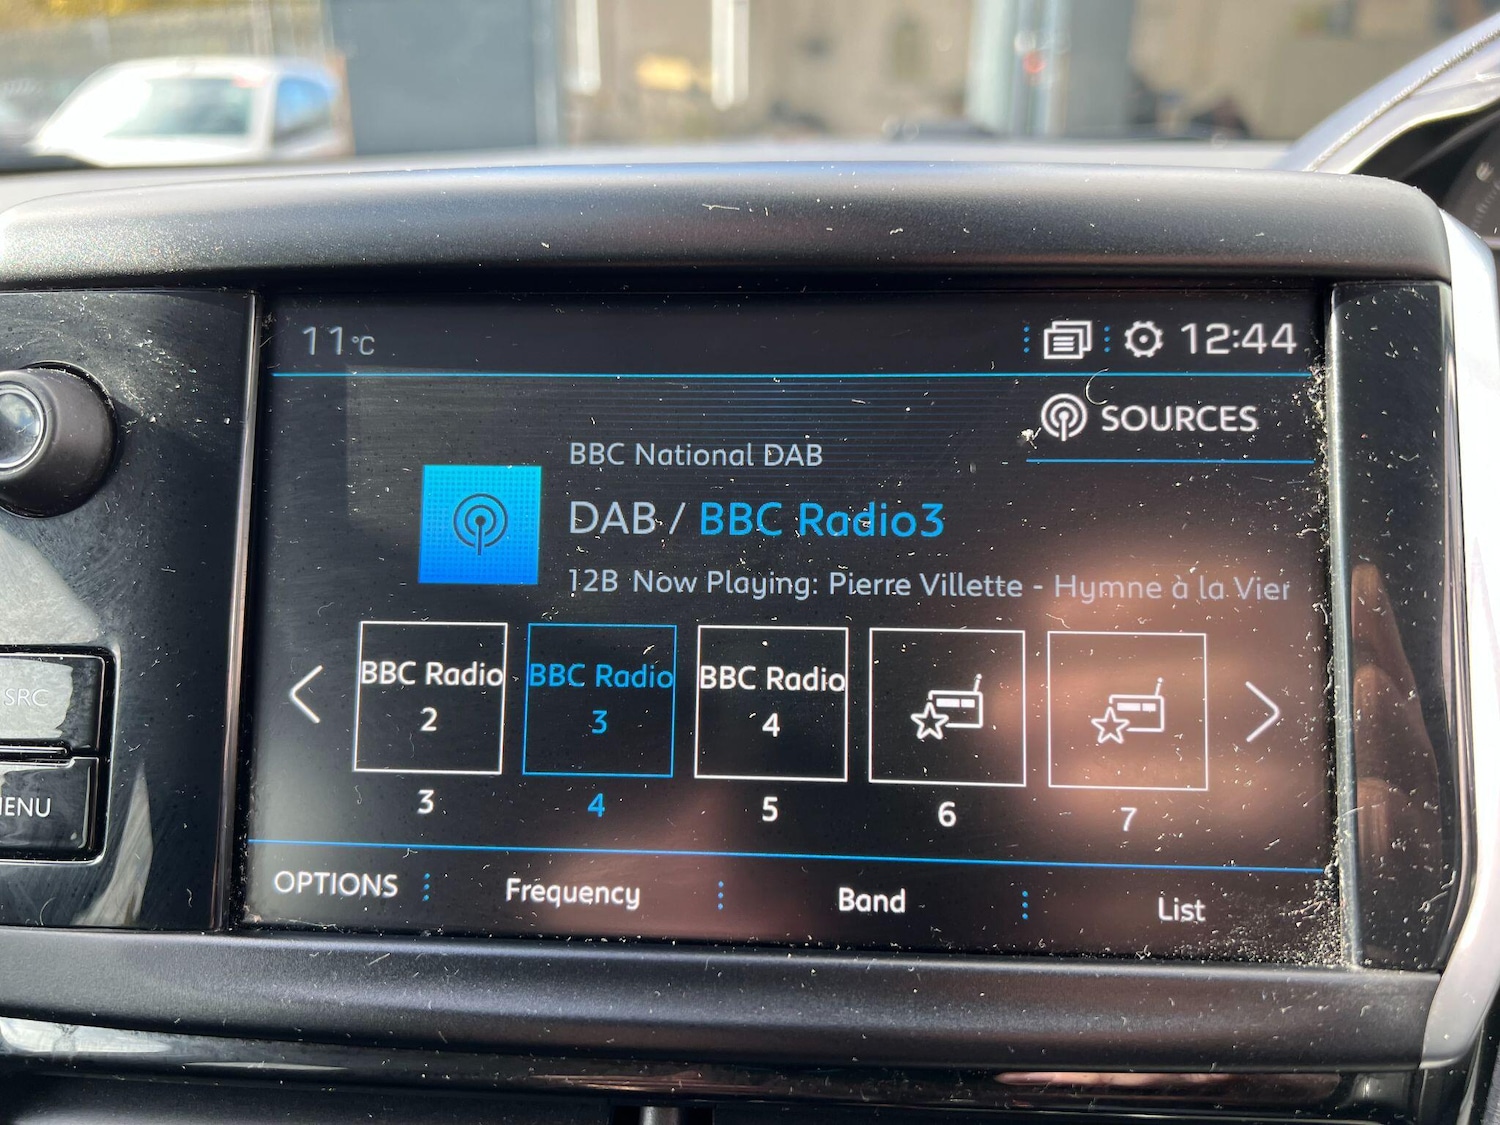 11°C
12:44
SOURCES
BBC National DAB
DAB / BBC Radio3
12B Now Playing: Pierre Villette - Hymne à la Vier
BBC Radio
2
BBC Radio
3
BBC Radio
4
3
4
5
6
7
SRC
MENU
OPTIONS
Frequency
Band
List